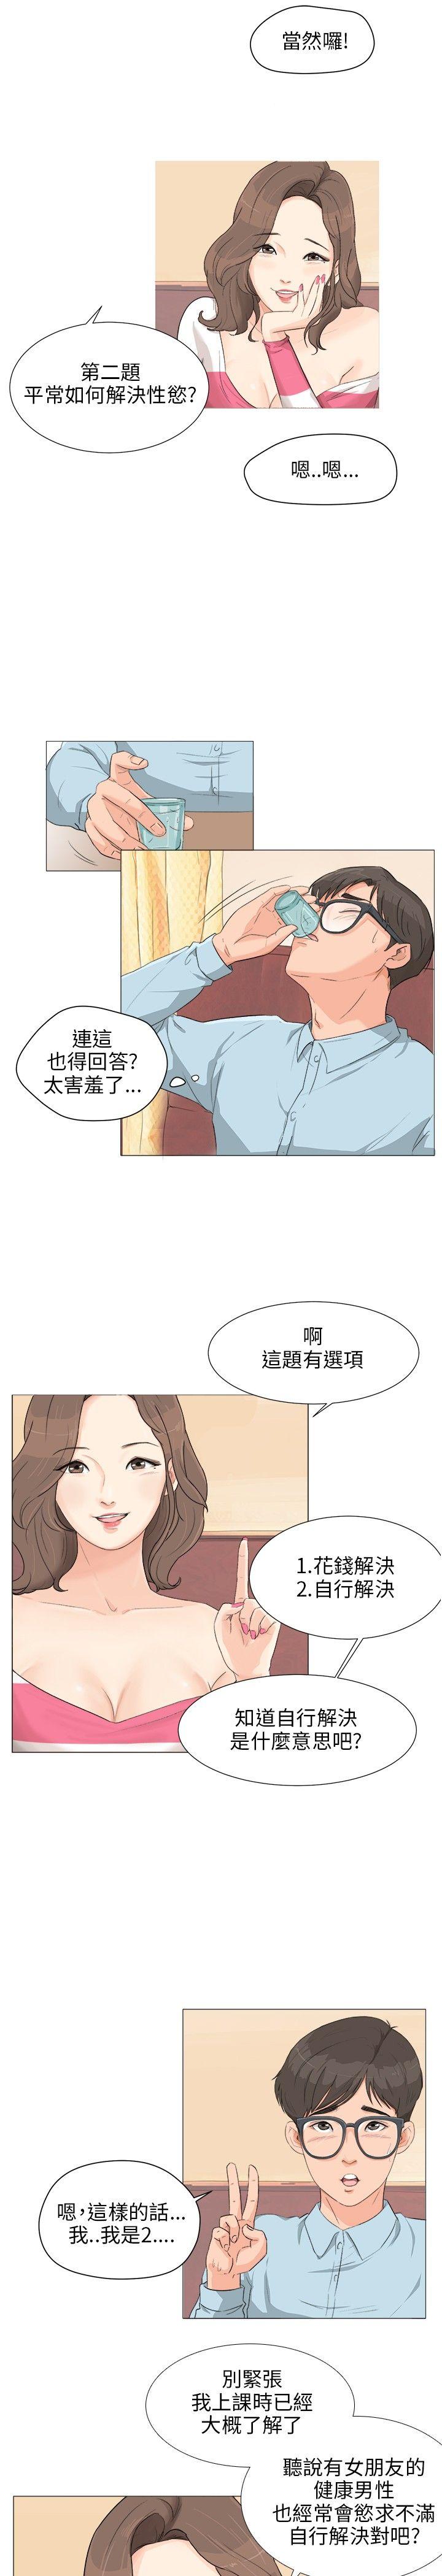 當然囉!
第二題
平常如何解決性慾?
嗯..嗯...
連這
也得回答?
太害羞了...
啊
這題有選項
1.花錢解決
2.自行解決
知道自行解決
是什麼意思吧?
嗯,這樣的話...
我..我是2....
別緊張
我上課時已經
大概了解了
聽說有女朋友的
健康男性
也經常會慾求不滿
自行解決對吧?